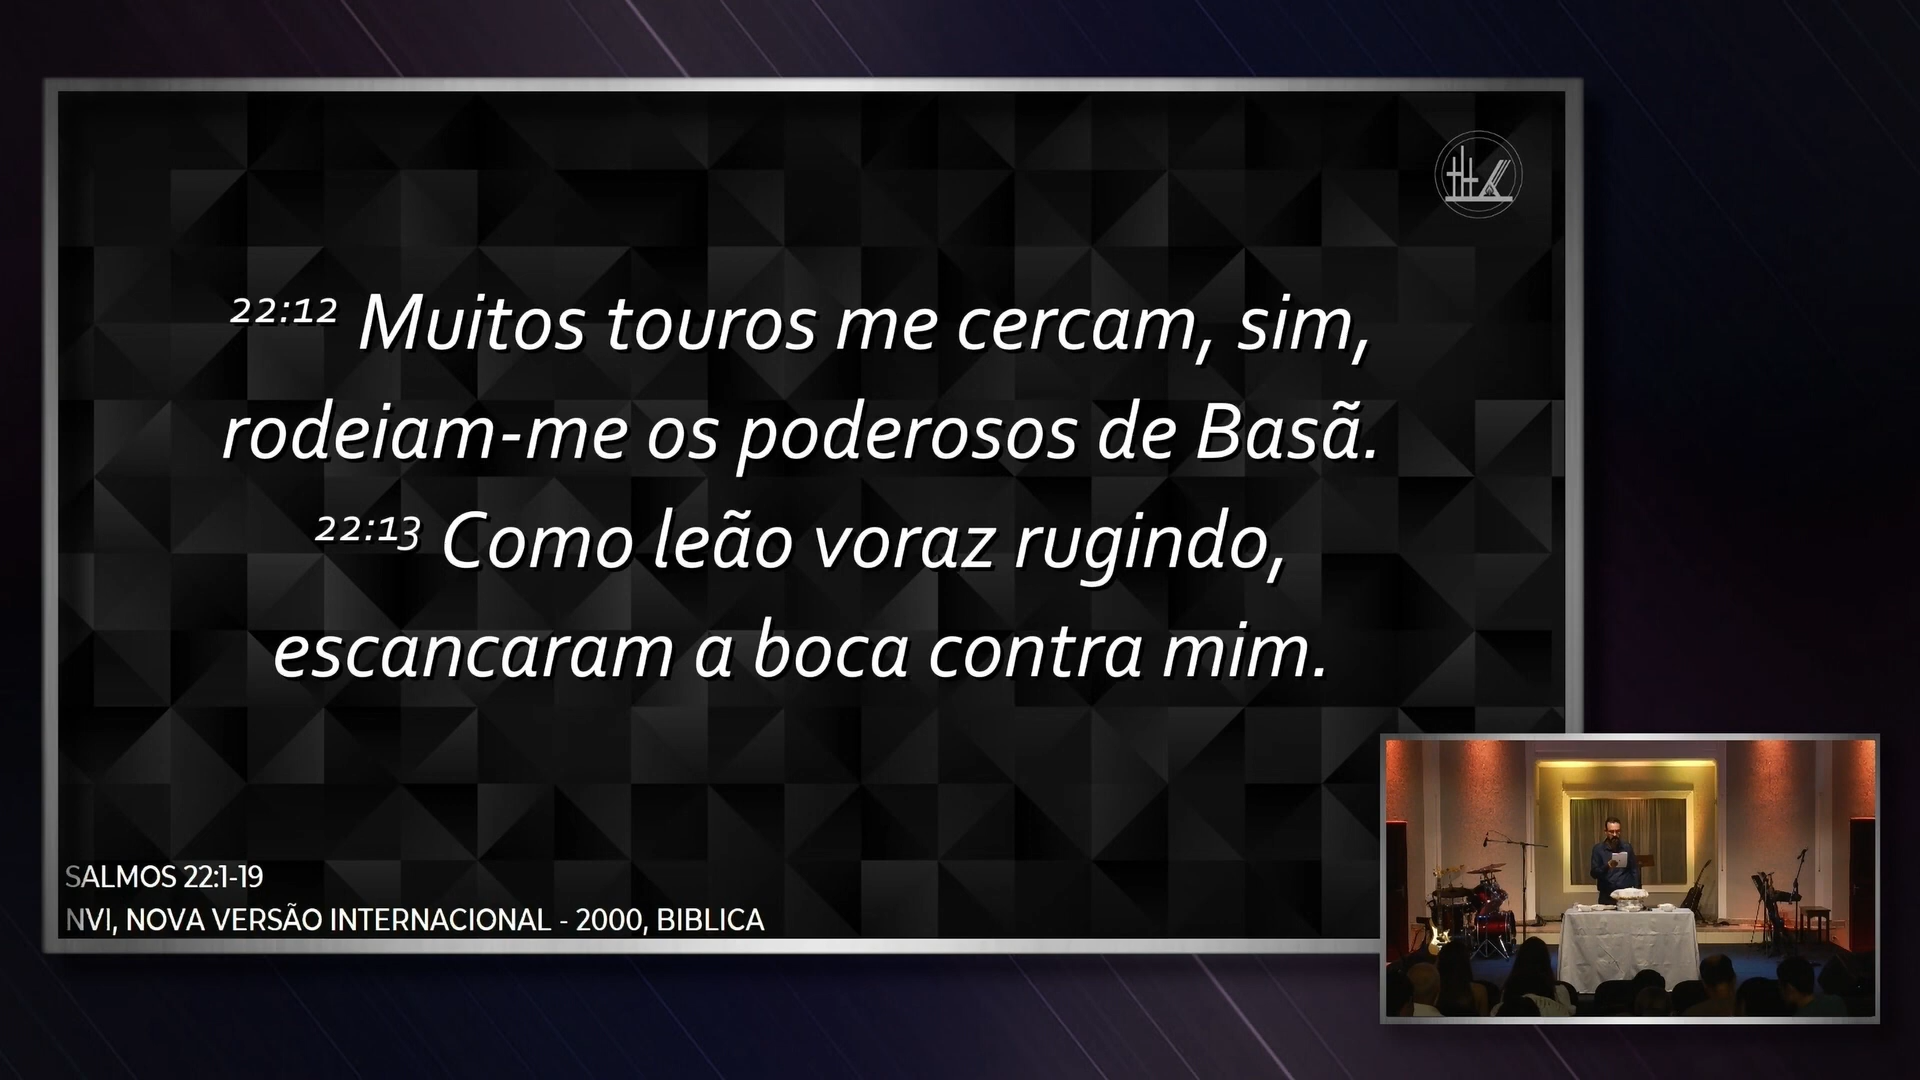 22:12 Muitos touros me cercam, sim,
rodeiam-me os poderosos de Basã.
22:13 Como leão voraz rugindo,
escancaram a boca contra mim.
SALMOS 22:1-19
NVI, NOVA VERSÃO INTERNACIONAL - 2000, BIBLICA